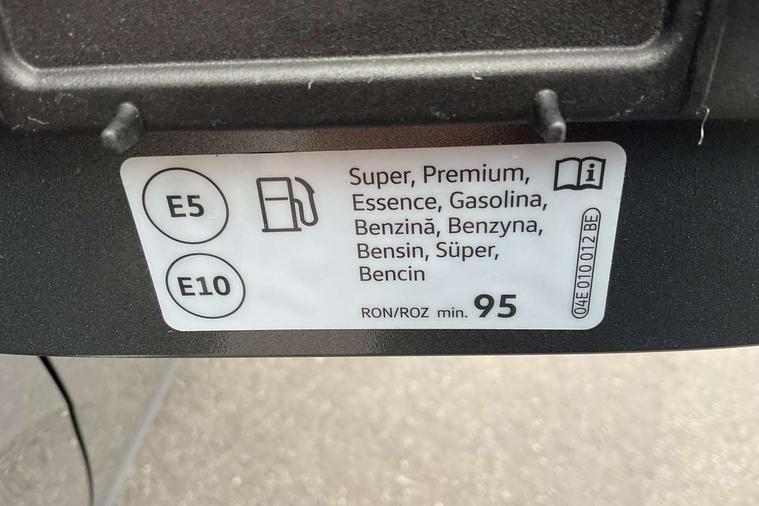 E5
E10
Super, Premium,
Essence, Gasolina,
Benzină, Benzyna,
Bensin, Süper,
Bencin
RON/ROZ min. 95
i
04E 010 012 BE